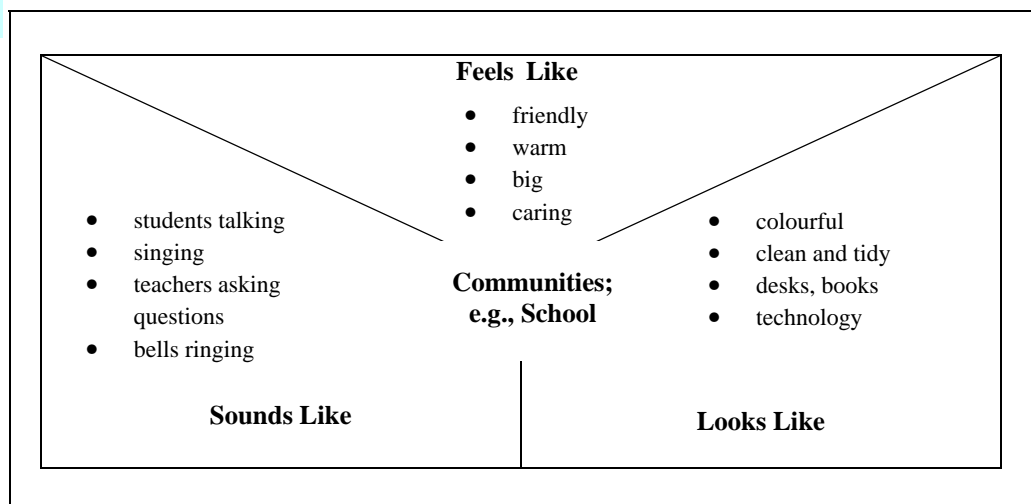 Feels Like
• friendly
• warm
• big
• caring
• students talking
• singing
• teachers asking
questions
• bells ringing
Communities;
e.g., School
• colourful
• clean and tidy
• desks, books
• technology
Sounds Like
Looks Like